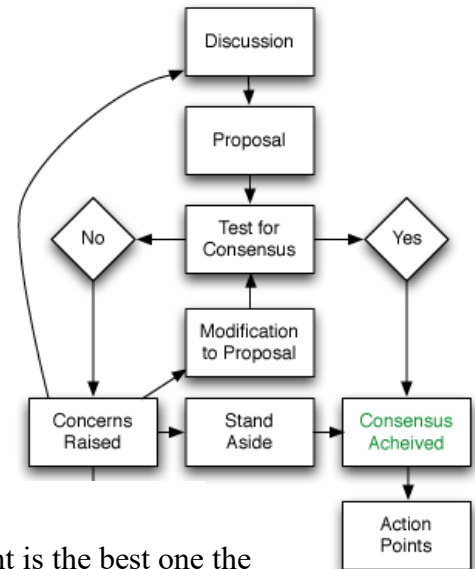 Discussion
Proposal
No
Test for
Consensus
Yes
Modification
to Proposal
Concerns
Raised
Stand
Aside
Consensus
Acheived
Action
Points
nt is the best one the